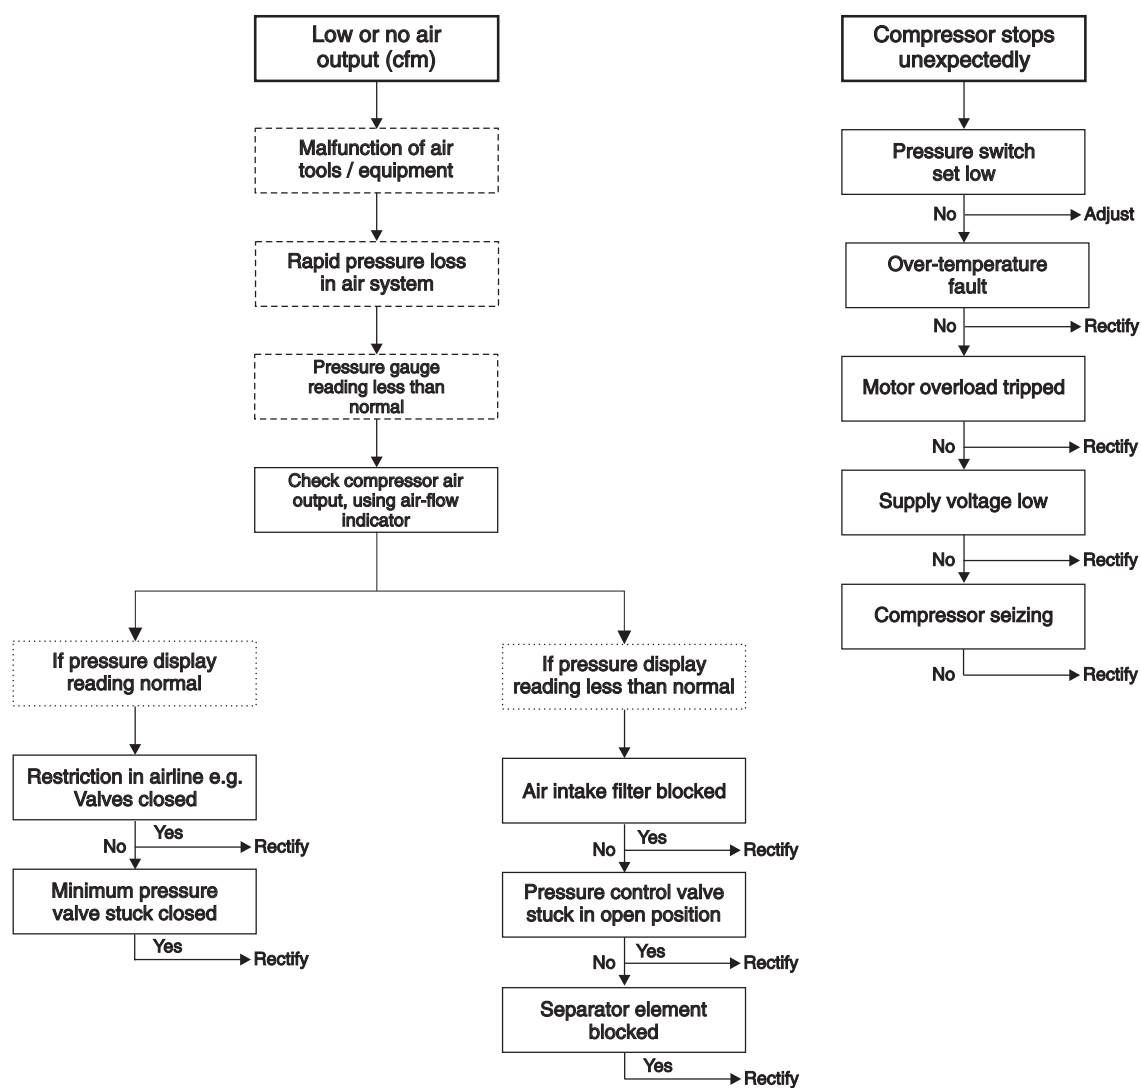 Low or no air
output (cfm)
Malfunction of air
tools / equipment
Rapid pressure loss
in air system
Pressure gauge
reading less than
normal
Check compressor air
output, using air-flow
indicator
If pressure display
reading normal
Restriction in airline e.g.
Valves closed
Yes
No
Rectify
Minimum pressure
valve stuck closed
Yes
Rectify
If pressure display
reading less than normal
Air intake filter blocked
Yes
No
Rectify
Pressure control valve
stuck in open position
Yes
No
Rectify
Separator element
blocked
Yes
Rectify
Compressor stops
unexpectedly
Pressure switch
set low
No
Adjust
Over-temperature
fault
No
Rectify
Motor overload tripped
No
Rectify
Supply voltage low
No
Rectify
Compressor seizing
No
Rectify